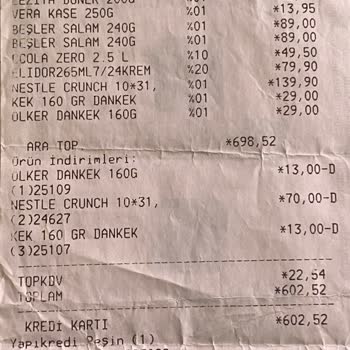 LEZZİTA DÖNER 200G
VERA KASE 250G %01 *13,95
BEŞLER SALAM 240G %01 *89,00
BEŞLER SALAM 240G %01 *89,00
COLA ZERO 2.5 L %10 *49,50
ELIDOR265ML7/24KREM %20 *79,90
NESTLE CRUNCH 10*31, %01 *139,90
KEK 160 GR DANKEK %01 *29,00
ÜLKER DANKEK 160G %01 *29,00
ARA TOP *698,52
Ürün İndirimleri:
ÜLKER DANKEK 160G *13,00-D
(1)25109
NESTLE CRUNCH 10*31, *70,00-D
(2)24627
KEK 160 GR DANKEK *13,00-D
(3)25107
TOPKDV *22,54
TOPLAM *602,52
KREDİ KARTI *602,52
Yapıkredi Peşin (1)